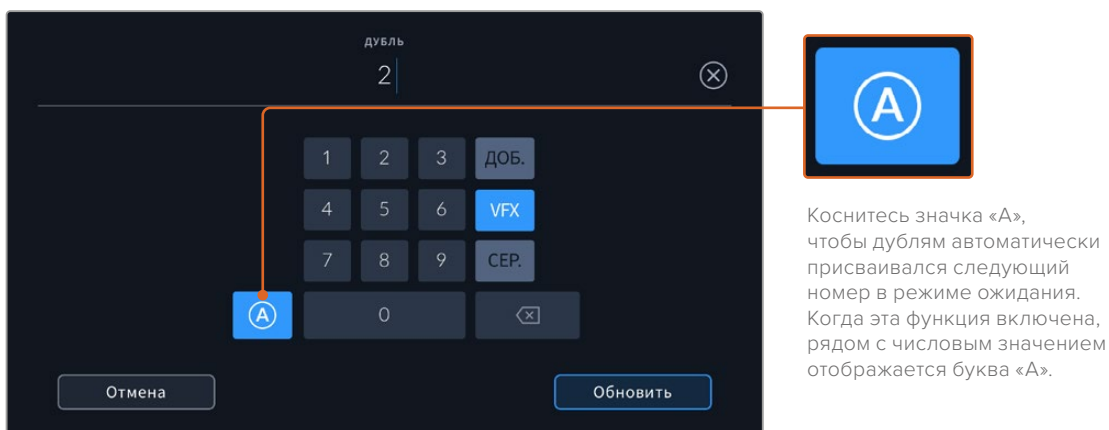 ДУБЛЬ
2
1 2 3 ДОБ.
4 5 6 VFX
7 8 9 СЕР.
A 0
Отмена Обновить
A
Коснитесь значка «А»,
чтобы дублям автоматически
присваивался следующий
номер в режиме ожидания.
Когда эта функция включена,
рядом с числовым значением
отображается буква «А».